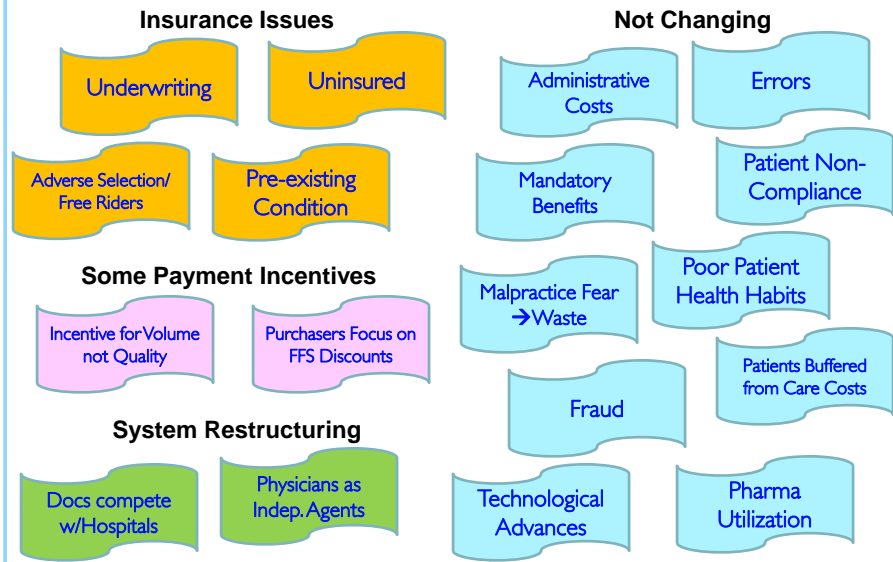 Insurance Issues
Underwriting
Uninsured
Adverse Selection/
Free Riders
Pre-existing
Condition
Some Payment Incentives
Incentive for Volume
not Quality
Purchasers Focus on
FFS Discounts
System Restructuring
Docs compete
w/Hospitals
Physicians as
Indep. Agents
Not Changing
Administrative
Costs
Errors
Mandatory
Benefits
Patient Non-
Compliance
Malpractice Fear
→Waste
Poor Patient
Health Habits
Fraud
Patients Buffered
from Care Costs
Technological
Advances
Pharma
Utilization